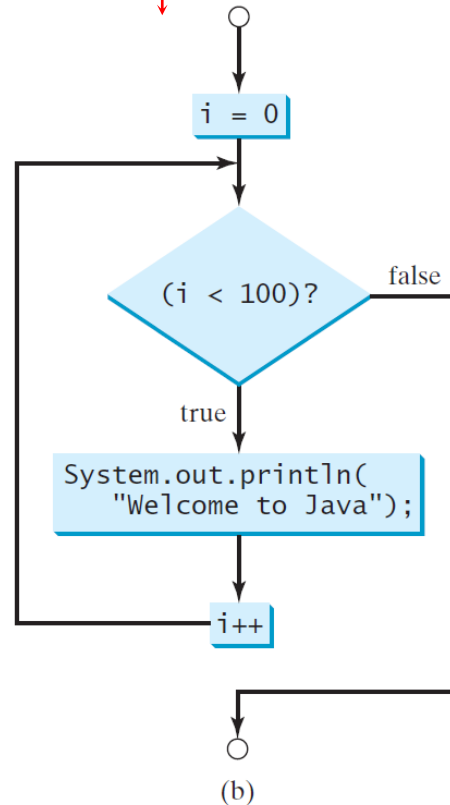 i = 0
(i < 100)?
false
true
System.out.println(
"Welcome to Java");
i++
(b)